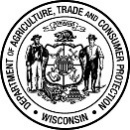 DEPARTMENT OF AGRICULTURE, TRADE AND CONSUMER PROTECTION
• WISCONSIN •